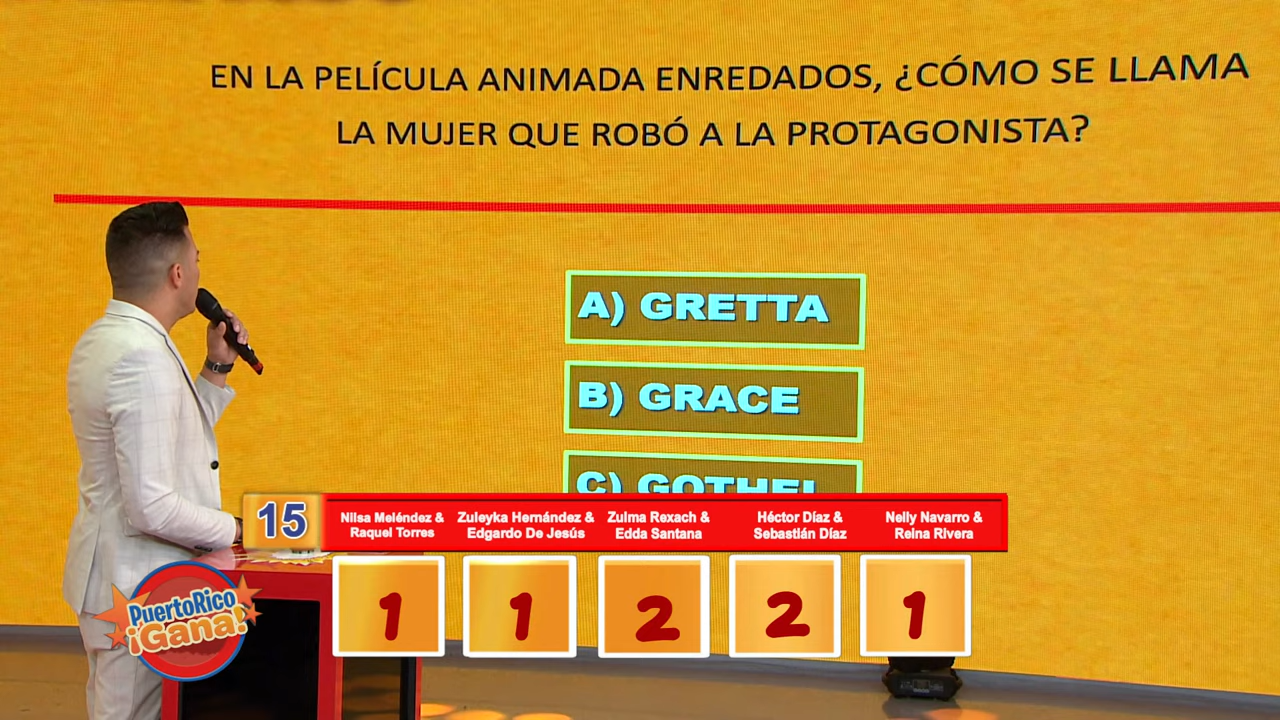 EN LA PELÍCULA ANIMADA ENREDADOS, ¿CÓMO SE LLAMA
LA MUJER QUE ROBÓ A LA PROTAGONISTA?
A) GRETTA
B) GRACE
C) GOTHEL
15
Nilsa Meléndez &
Raquel Torres
Zuleyka Hernández &
Edgardo De Jesús
Zulma Rexach &
Edda Santana
Héctor Díaz &
Sebastián Díaz
Nelly Navarro &
Reina Rivera
PuertoRico
¡Gana!
1
1
2
2
1